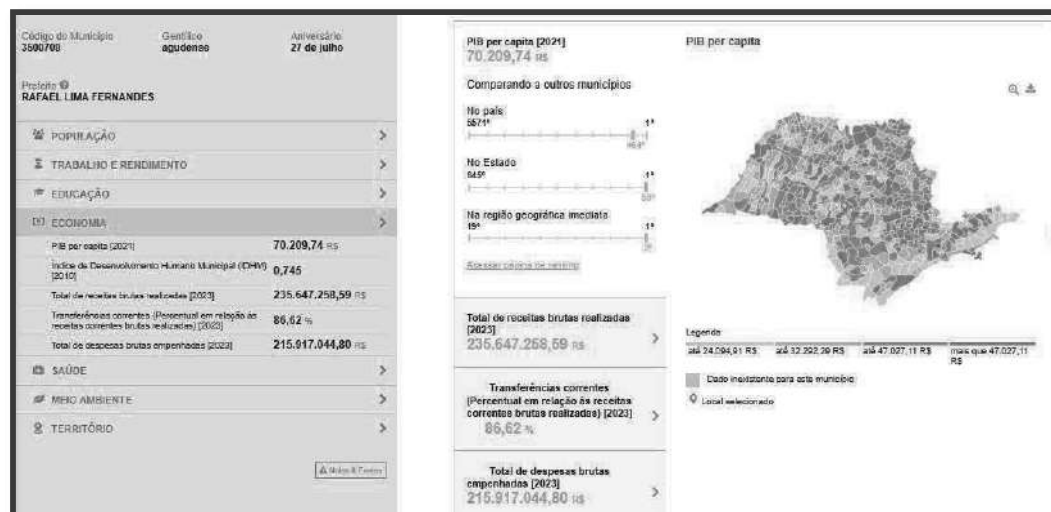 Código do Município
3500709
Gentílico
agudense
Aniversário
27 de julho
Prefeito
RAFAEL LIMA FERNANDES
POPULAÇÃO
TRABALHO E RENDIMENTO
EDUCAÇÃO
ECONOMIA
PIB per capita [2021] 70.209,74 R$
Índice de Desenvolvimento Humano Municipal (IDHM)
[2010] 0,745
Total de receitas brutas realizadas [2023] 235.647.258,59 R$
Transferências correntes (Percentual em relação às
receitas correntes brutas realizadas) [2023] 86,62 %
Total de despesas brutas empenhadas [2023] 215.917.044,80 R$
SAÚDE
MEIO AMBIENTE
TERRITÓRIO
Notas & Fontes
PIB per capita [2021]
70.209,74 R$
Comparando a outros municípios
No país
5571º 1º
No Estado
645º 1º
Na região geográfica imediata
19º 1º
Acessar página de ranking
Total de receitas brutas realizadas
[2023]
235.647.258,59 R$
Transferências correntes
(Percentual em relação às receitas
correntes brutas realizadas) [2023]
86,62 %
Total de despesas brutas
empenhadas [2023]
215.917.044,80 R$
PIB per capita
Legenda
até 24.094,91 R$ até 32.292,29 R$ até 47.027,11 R$ mais que 47.027,11
R$
Dado inexistente para este município
Local selecionado